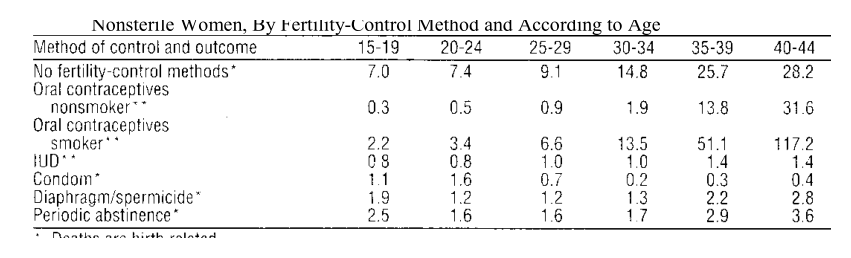 Nonsterile Women, By Fertility-Control Method and According to Age
Method of control and outcome 15-19 20-24 25-29 30-34 35-39 40-44
No fertility-control methods* 7.0 7.4 9.1 14.8 25.7 28.2
Oral contraceptives
nonsmoker** 0.3 0.5 0.9 1.9 13.8 31.6
Oral contraceptives
smoker** 2.2 3.4 6.6 13.5 51.1 117.2
IUD** 0.8 0.8 1.0 1.0 1.4 1.4
Condom* 1.1 1.6 0.7 0.2 0.3 0.4
Diaphragm/spermicide* 1.9 1.2 1.2 1.3 2.2 2.8
Periodic abstinence* 2.5 1.6 1.6 1.7 2.9 3.6
* Deaths are birth related